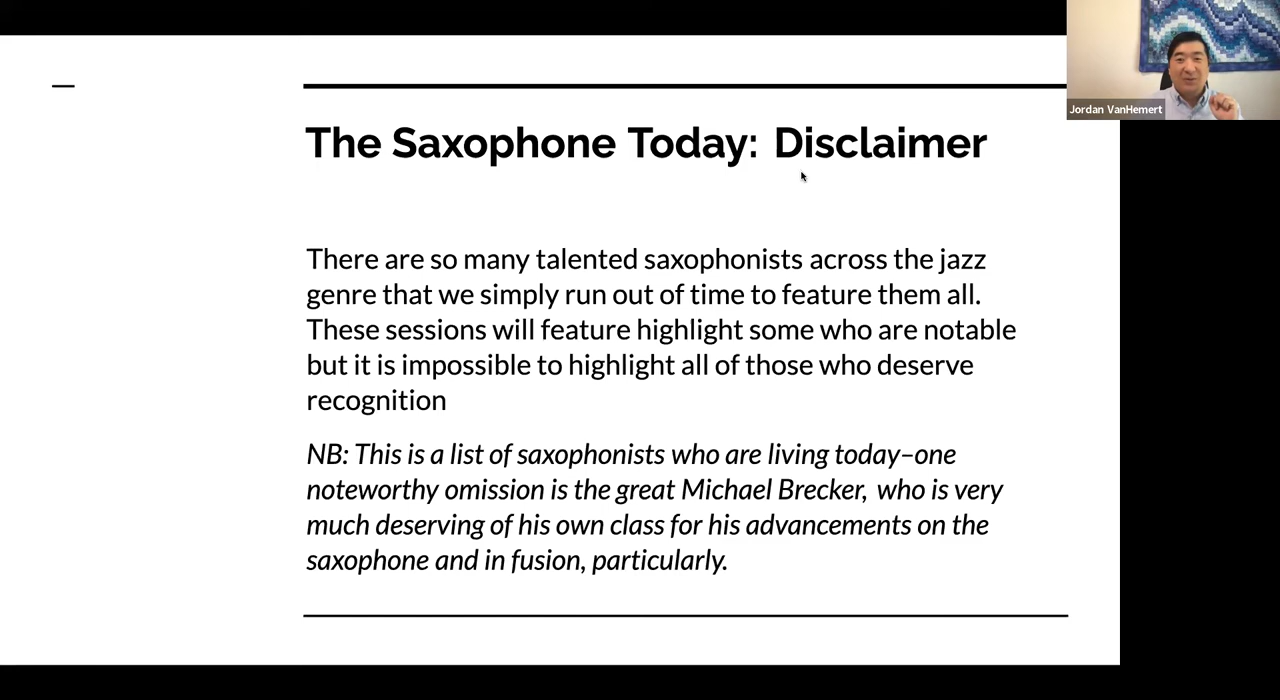 Jordan VanHemert
The Saxophone Today: Disclaimer
There are so many talented saxophonists across the jazz
genre that we simply run out of time to feature them all.
These sessions will feature highlight some who are notable
but it is impossible to highlight all of those who deserve
recognition
NB: This is a list of saxophonists who are living today–one
noteworthy omission is the great Michael Brecker, who is very
much deserving of his own class for his advancements on the
saxophone and in fusion, particularly.